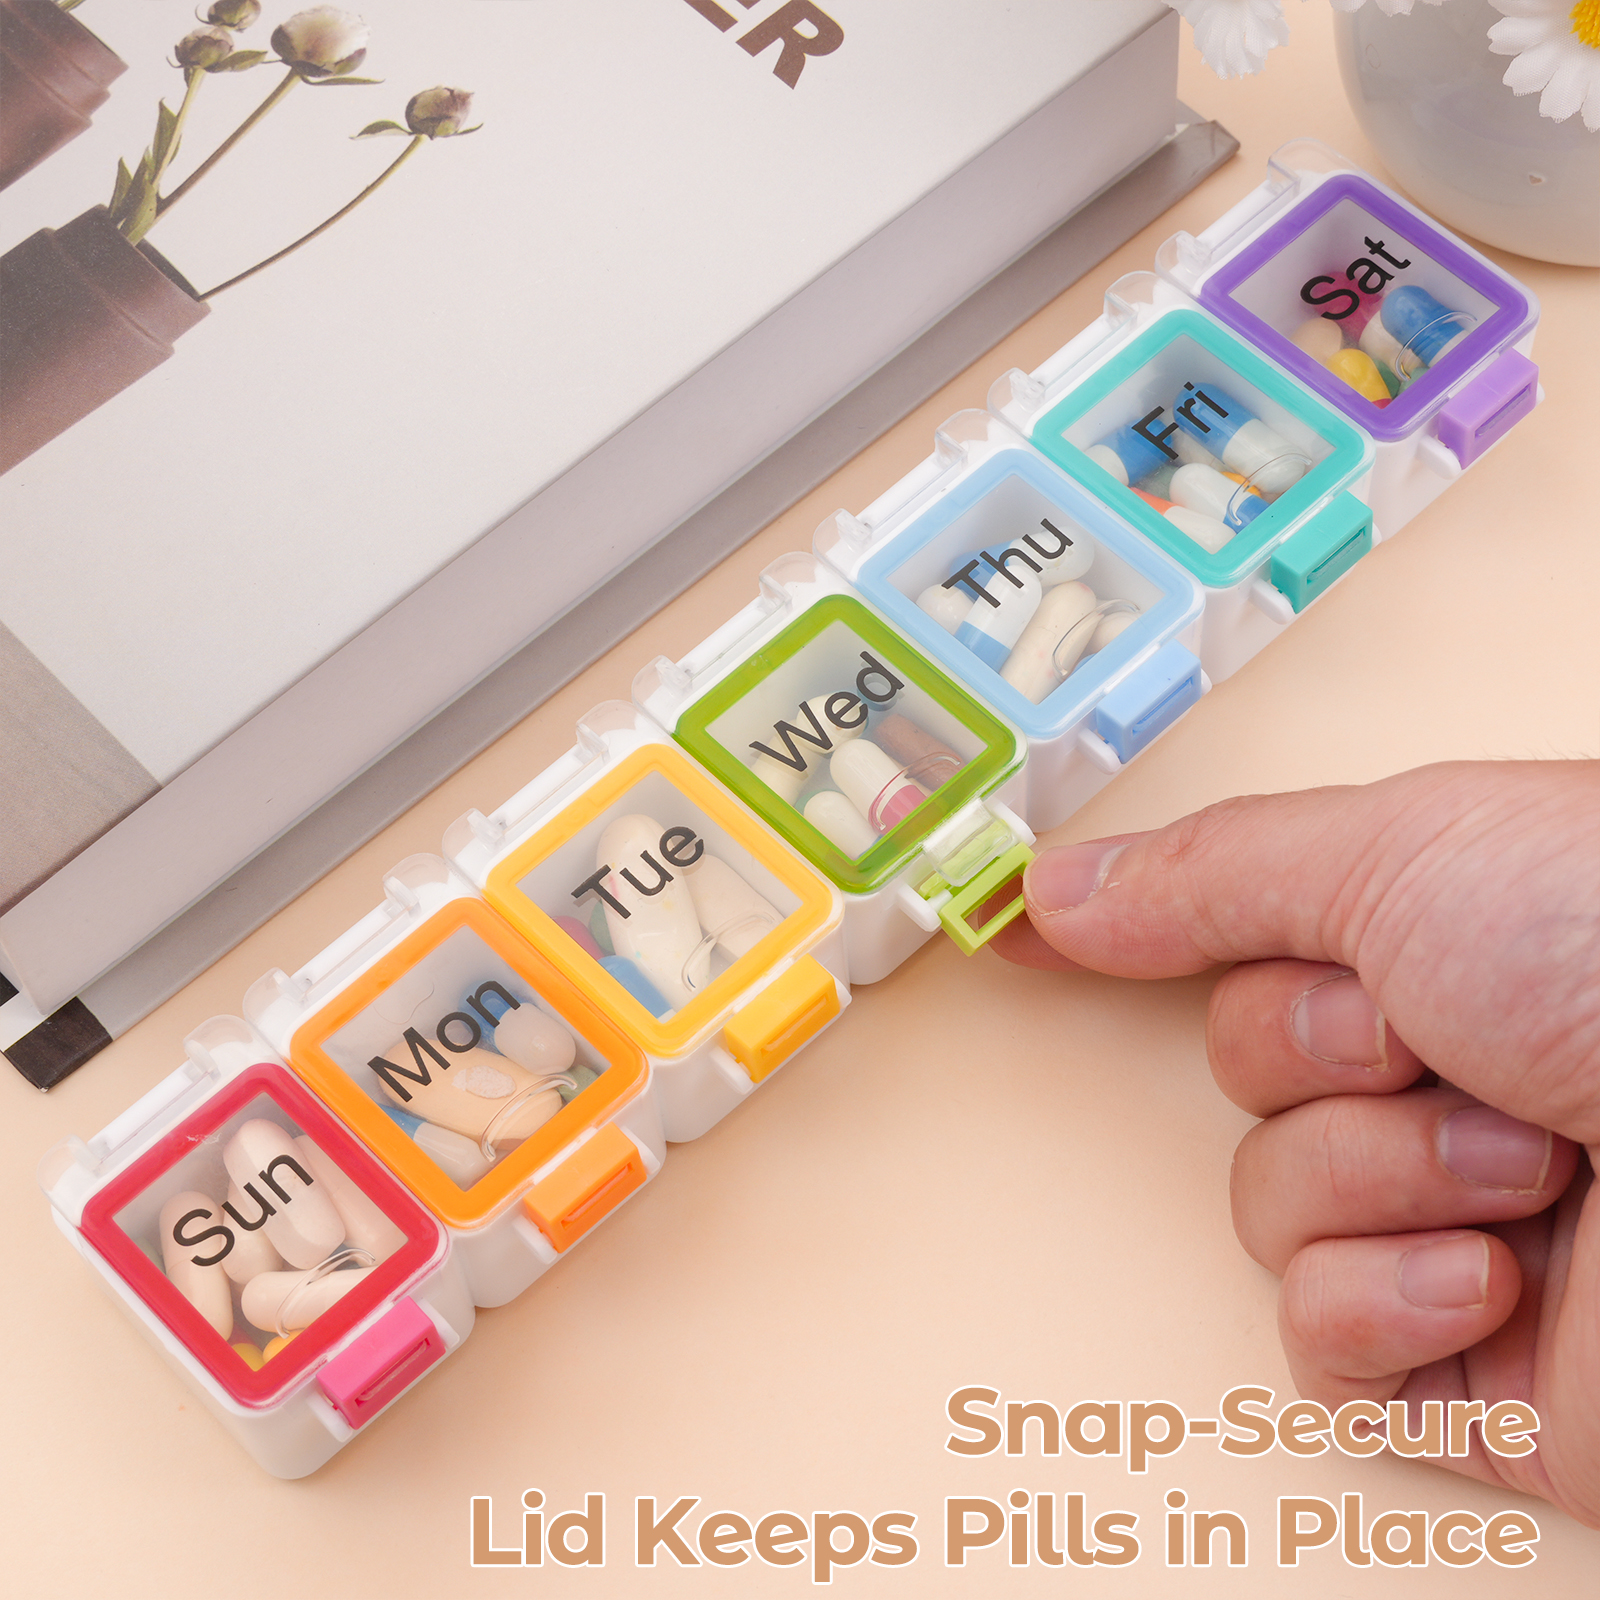 Sat
Fri
Thu
Wed
Tue
Mon
Sun
Snap-Secure
Lid Keeps Pills in Place